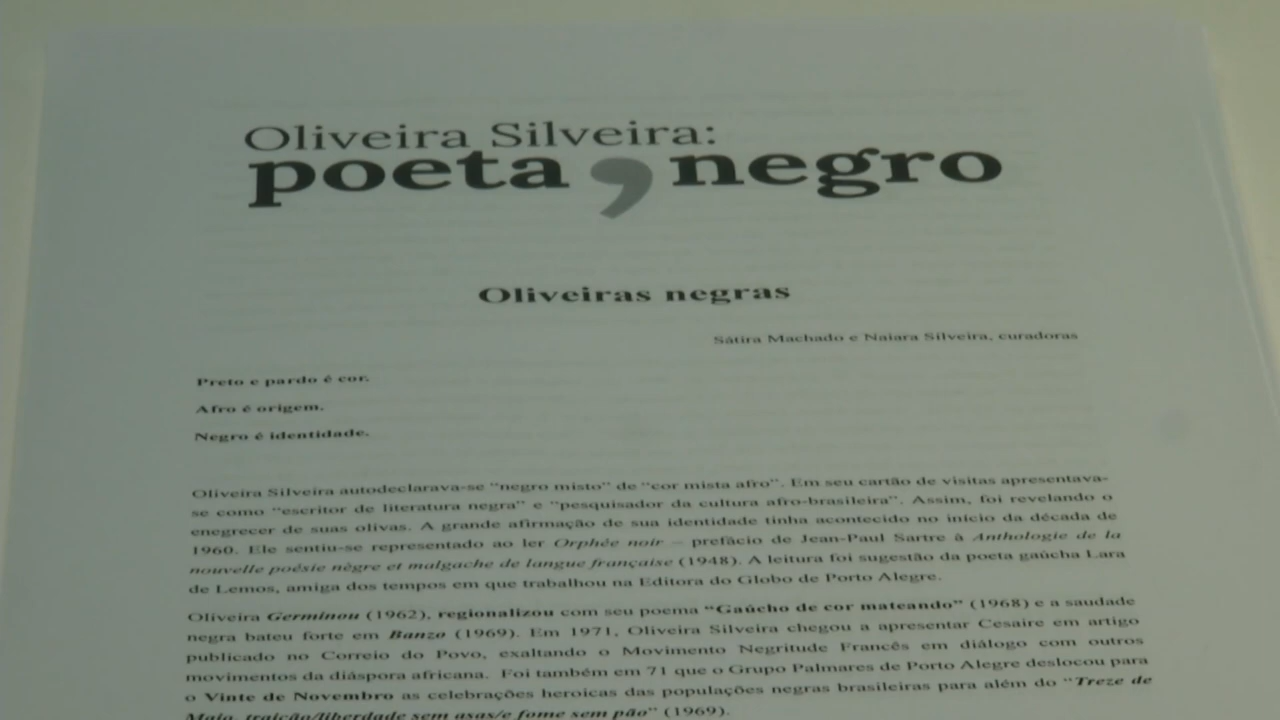 Oliveira Silveira:
poeta, negro
Oliveiras negras
Sátira Machado e Naiara Silveira, curadoras
Preto e pardo é cor.
Afro é origem.
Negro é identidade.
Oliveira Silveira autodeclarava-se “negro misto” de “cor mista afro”. Em seu cartão de visitas apresentava-
se como “escritor de literatura negra” e “pesquisador da cultura afro-brasileira”. Assim, foi revelando o
enegrecer de suas olivas. A grande afirmação de sua identidade tinha acontecido no início da década de
1960. Ele sentiu-se representado ao ler Orphée noir – prefácio de Jean-Paul Sartre à Anthologie de la
nouvelle poésie nègre et malgache de langue française (1948). A leitura foi sugestão da poeta gaúcha Lara
de Lemos, amiga dos tempos em que trabalhou na Editora do Globo de Porto Alegre.
Oliveira Germinou (1962), regionalizou com seu poema “Gaúcho de cor mateando” (1968) e a saudade
negra bateu forte em Banzo (1969). Em 1971, Oliveira Silveira chegou a apresentar Cesaire em artigo
publicado no Correio do Povo, exaltando o Movimento Negritude Francês em diálogo com outros
movimentos da diáspora africana. Foi também em 71 que o Grupo Palmares de Porto Alegre deslocou para
o Vinte de Novembro as celebrações heroicas das populações negras brasileiras para além do “Treze de
Maio, traição/liberdade sem asas/e fome sem pão” (1969).